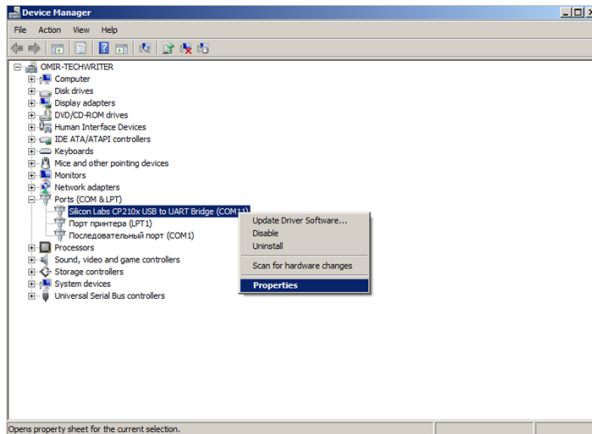 Device Manager
File Action View Help
OMIR-TECHWRITER
Computer
Disk drives
Display adapters
DVD/CD-ROM drives
Human Interface Devices
IDE ATA/ATAPI controllers
Keyboards
Mice and other pointing devices
Monitors
Network adapters
Ports (COM & LPT)
Silicon Labs CP210x USB to UART Bridge (COM11)
Порт принтера (LPT1)
Последовательный порт (COM1)
Processors
Sound, video and game controllers
Storage controllers
System devices
Universal Serial Bus controllers
Update Driver Software...
Disable
Uninstall
Scan for hardware changes
Properties
Opens property sheet for the current selection.